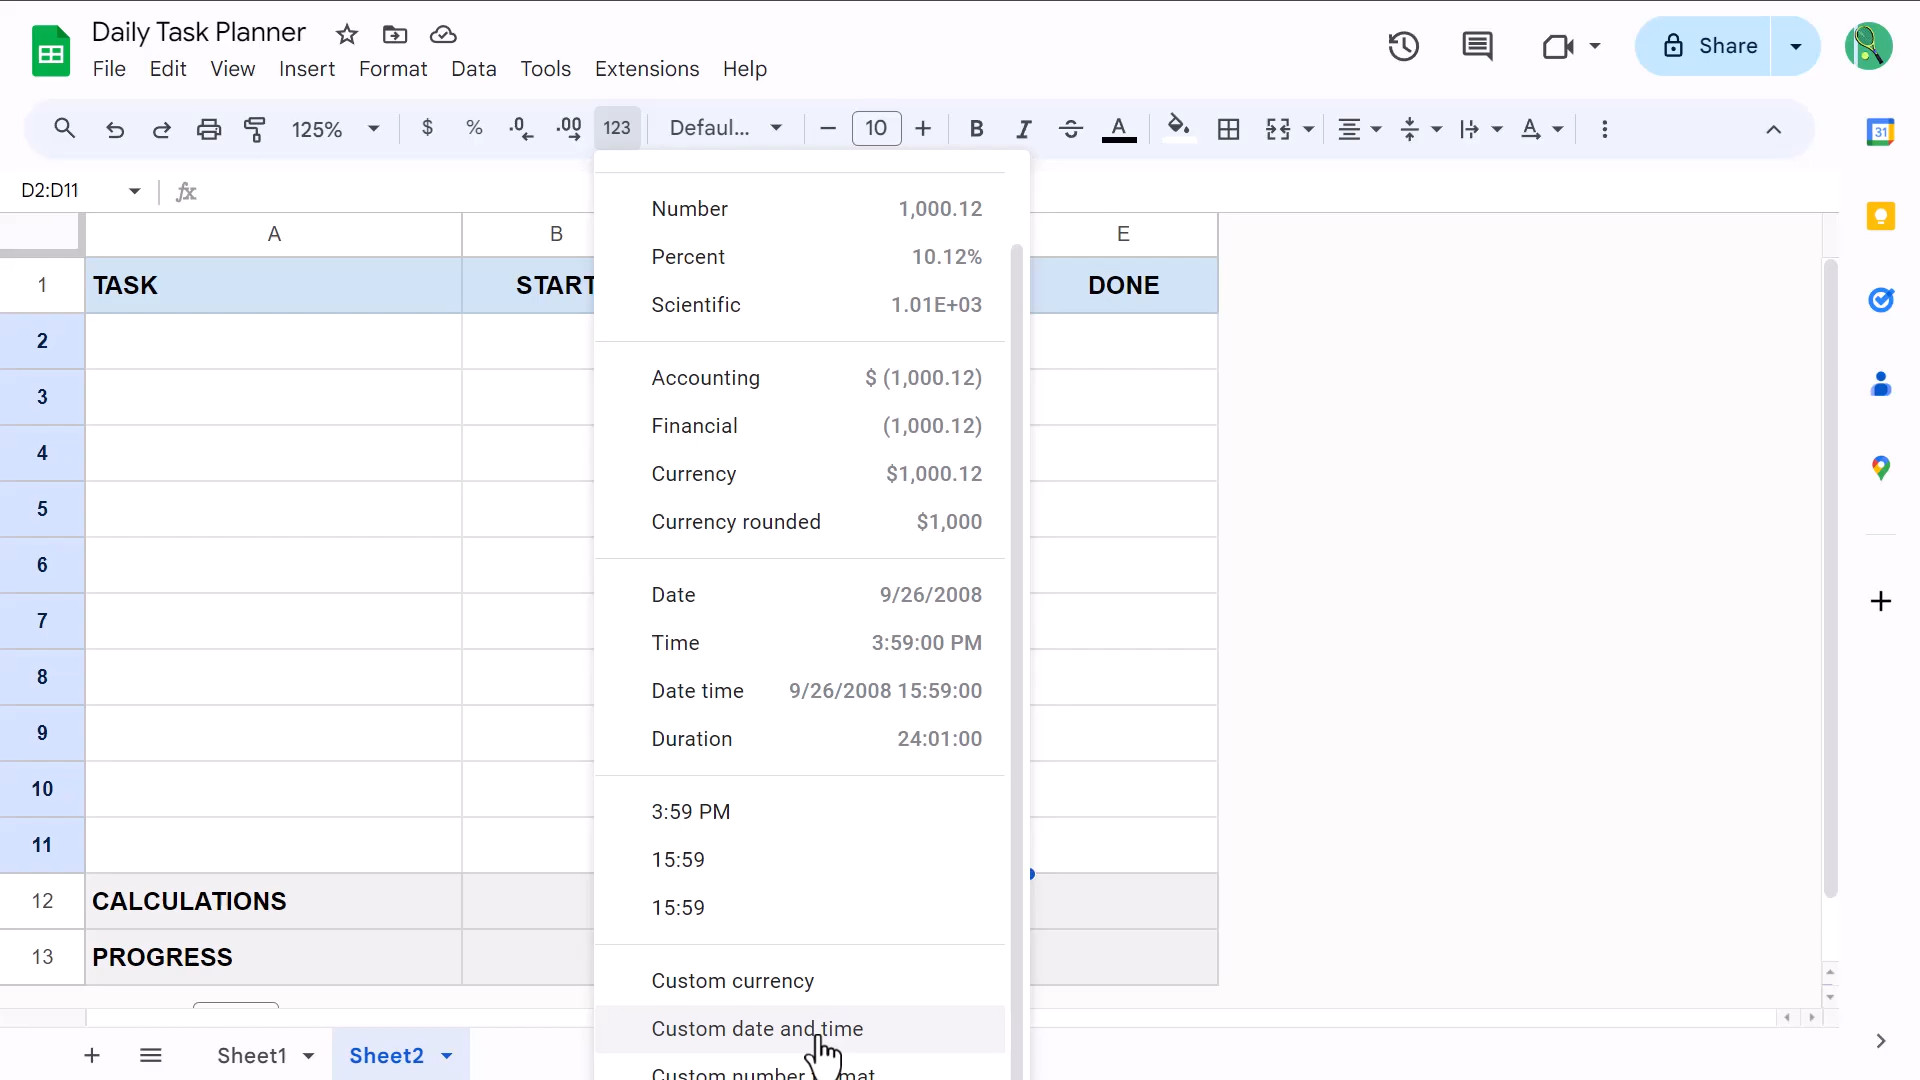 Daily Task Planner
File Edit View Insert Format Data Tools Extensions Help
Share
31
125% $ % .0 .00 123 Defaul... 10 B I A A
D2:D11 fx
A B E
1 TASK START DONE
2
3
4
5
6
7
8
9
10
11
12 CALCULATIONS
13 PROGRESS
Number 1,000.12
Percent 10.12%
Scientific 1.01E+03
Accounting $ (1,000.12)
Financial (1,000.12)
Currency $1,000.12
Currency rounded $1,000
Date 9/26/2008
Time 3:59:00 PM
Date time 9/26/2008 15:59:00
Duration 24:01:00
3:59 PM
15:59
15:59
Custom currency
Custom date and time
Custom number
Sheet1 Sheet2